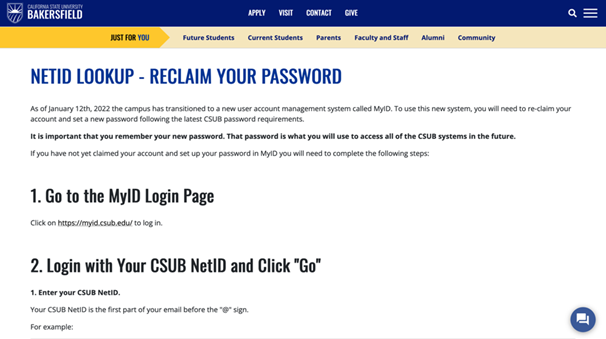 CALIFORNIA STATE UNIVERSITY
BAKERSFIELD
APPLY VISIT CONTACT GIVE
JUST FOR YOU Future Students Current Students Parents Faculty and Staff Alumni Community
NETID LOOKUP - RECLAIM YOUR PASSWORD
As of January 12th, 2022 the campus has transitioned to a new user account management system called MyID. To use this new system, you will need to re-claim your
account and set a new password following the latest CSUB password requirements.
It is important that you remember your new password. That password is what you will use to access all of the CSUB systems in the future.
If you have not yet claimed your account and set up your password in MyID you will need to complete the following steps:
1. Go to the MyID Login Page
Click on https://myid.csub.edu/ to log in.
2. Login with Your CSUB NetID and Click "Go"
1. Enter your CSUB NetID.
Your CSUB NetID is the first part of your email before the "@" sign.
For example: